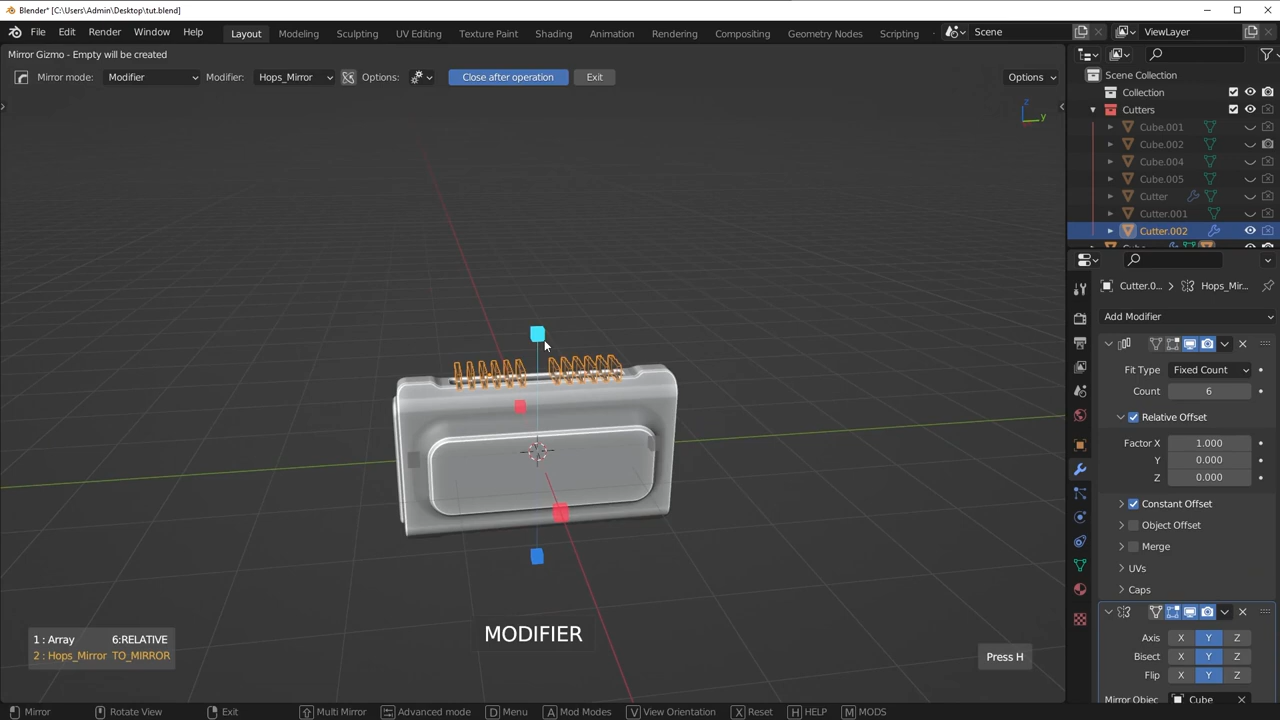 Blender* [C:\Users\Admin\Desktop\tut.blend]
File Edit Render Window Help Layout Modeling Sculpting UV Editing Texture Paint Shading Animation Rendering Compositing Geometry Nodes Scripting Scene ViewLayer
Mirror Gizmo - Empty will be created
Mirror mode: Modifier Modifier: Hops_Mirror Options: Close after operation Exit Options
Scene Collection
Collection
Cutters
Cube.001
Cube.002
Cube.004
Cube.005
Cutter
Cutter.001
Cutter.002
z
y
Cutter.0... Hops_Mir...
Add Modifier
Fit Type Fixed Count
Count 6
Relative Offset
Factor X 1.000
Y 0.000
Z 0.000
Constant Offset
Object Offset
Merge
UVs
Caps
Axis X Y Z
Bisect X Y Z
Flip X Y Z
Mirror Objec Cube
MODIFIER
1 : Array 6:RELATIVE
2 : Hops_Mirror TO_MIRROR
Press H
Mirror Rotate View Exit Multi Mirror Advanced mode D Menu A Mod Modes V View Orientation X Reset H HELP M MODS